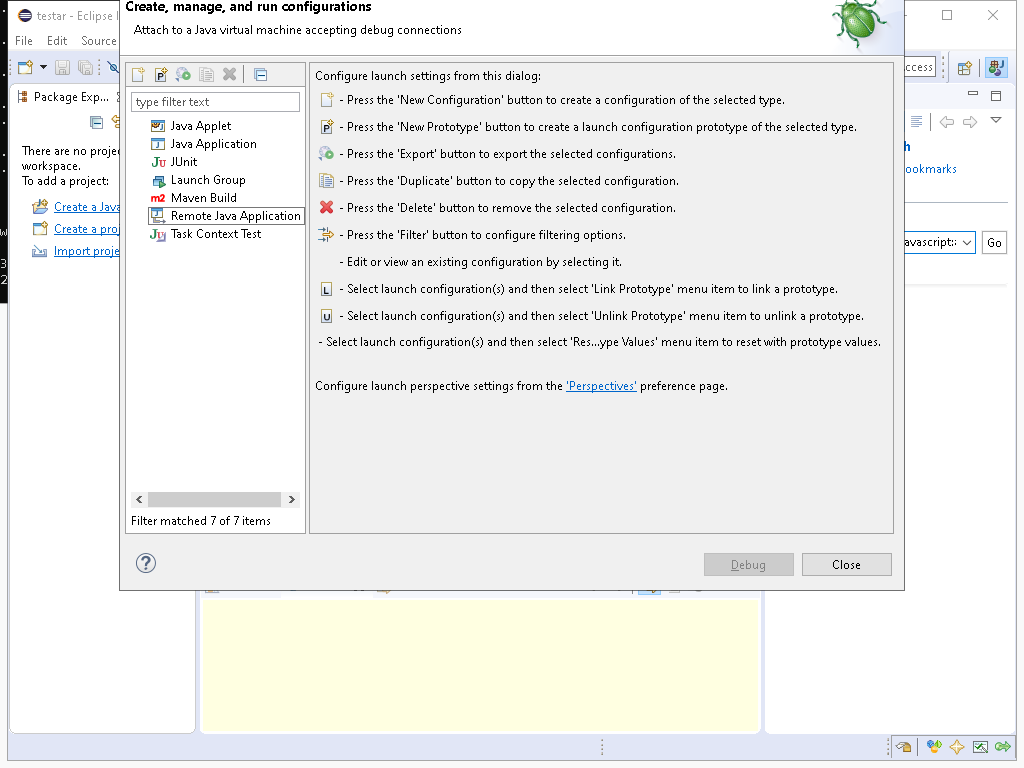 Create, manage, and run configurations
testar - Eclipse I
Attach to a Java virtual machine accepting debug connections
File Edit Source
ccess
Package Exp...
type filter text
Configure launch settings from this dialog:
- Press the 'New Configuration' button to create a configuration of the selected type.
- Press the 'New Prototype' button to create a launch configuration prototype of the selected type.
- Press the 'Export' button to export the selected configurations.
- Press the 'Duplicate' button to copy the selected configuration.
- Press the 'Delete' button to remove the selected configuration.
- Press the 'Filter' button to configure filtering options.
- Edit or view an existing configuration by selecting it.
L - Select launch configuration(s) and then select 'Link Prototype' menu item to link a prototype.
U - Select launch configuration(s) and then select 'Unlink Prototype' menu item to unlink a prototype.
- Select launch configuration(s) and then select 'Res...ype Values' menu item to reset with prototype values.
Configure launch perspective settings from the 'Perspectives' preference page.
Java Applet
Java Application
Ju JUnit
Launch Group
m2 Maven Build
Remote Java Application
Task Context Test
There are no projec
workspace.
To add a project:
Create a Java
Create a proj
Import proje
h
ookmarks
avascript:
Go
Filter matched 7 of 7 items
Debug
Close